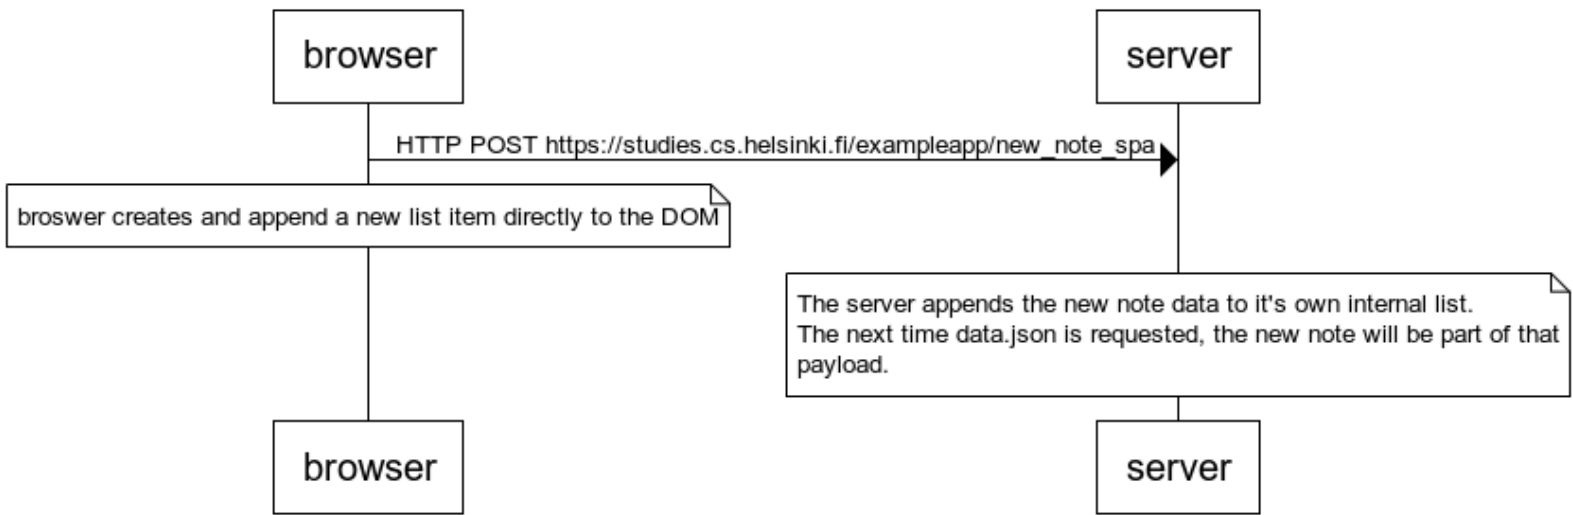 browser
server
HTTP POST https://studies.cs.helsinki.fi/exampleapp/new_note_spa
broswer creates and append a new list item directly to the DOM
The server appends the new note data to it's own internal list.
The next time data.json is requested, the new note will be part of that
payload.
browser
server